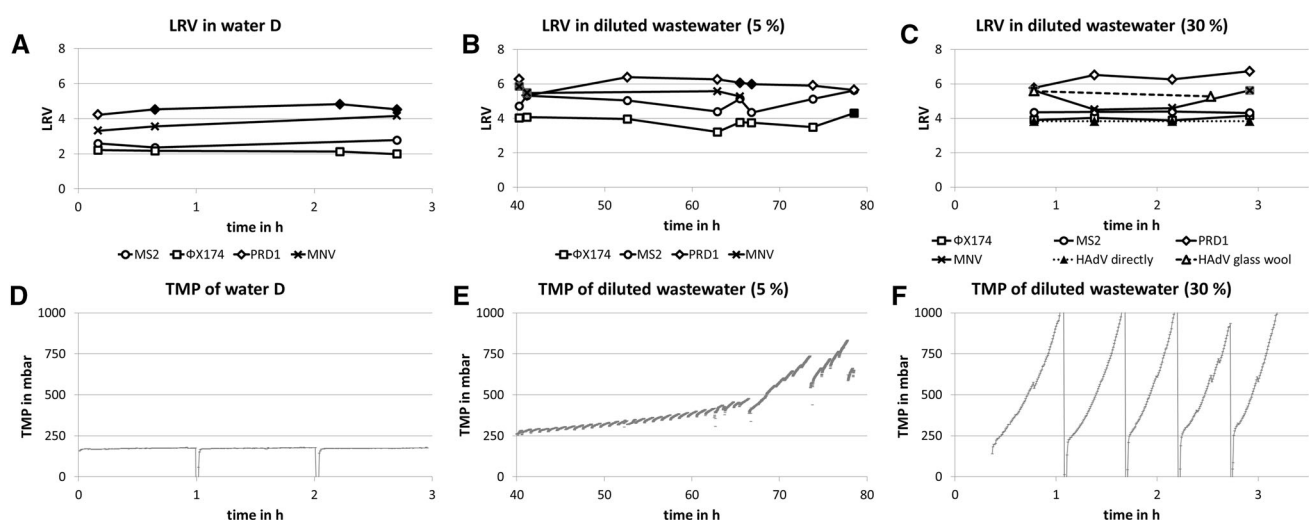 A
LRV in water D
8
6
4
2
0
LRV
0 1 2 3
time in h
MS2 ΦX174 PRD1 MNV
B
LRV in diluted wastewater (5 %)
8
6
4
2
0
LRV
40 50 60 70 80
time in h
ΦX174 MS2 PRD1 MNV
C
LRV in diluted wastewater (30 %)
8
6
4
2
0
LRV
0 1 2 3
time in h
ΦX174 MS2 PRD1
MNV HAdV directly HAdV glass wool
D
TMP of water D
1000
750
500
250
0
TMP in mbar
0 1 2 3
time in h
E
TMP of diluted wastewater (5 %)
1000
750
500
250
0
TMP in mbar
40 50 60 70 80
time in h
F
TMP of diluted wastewater (30 %)
1000
750
500
250
0
TMP in mbar
0 1 2 3
time in h